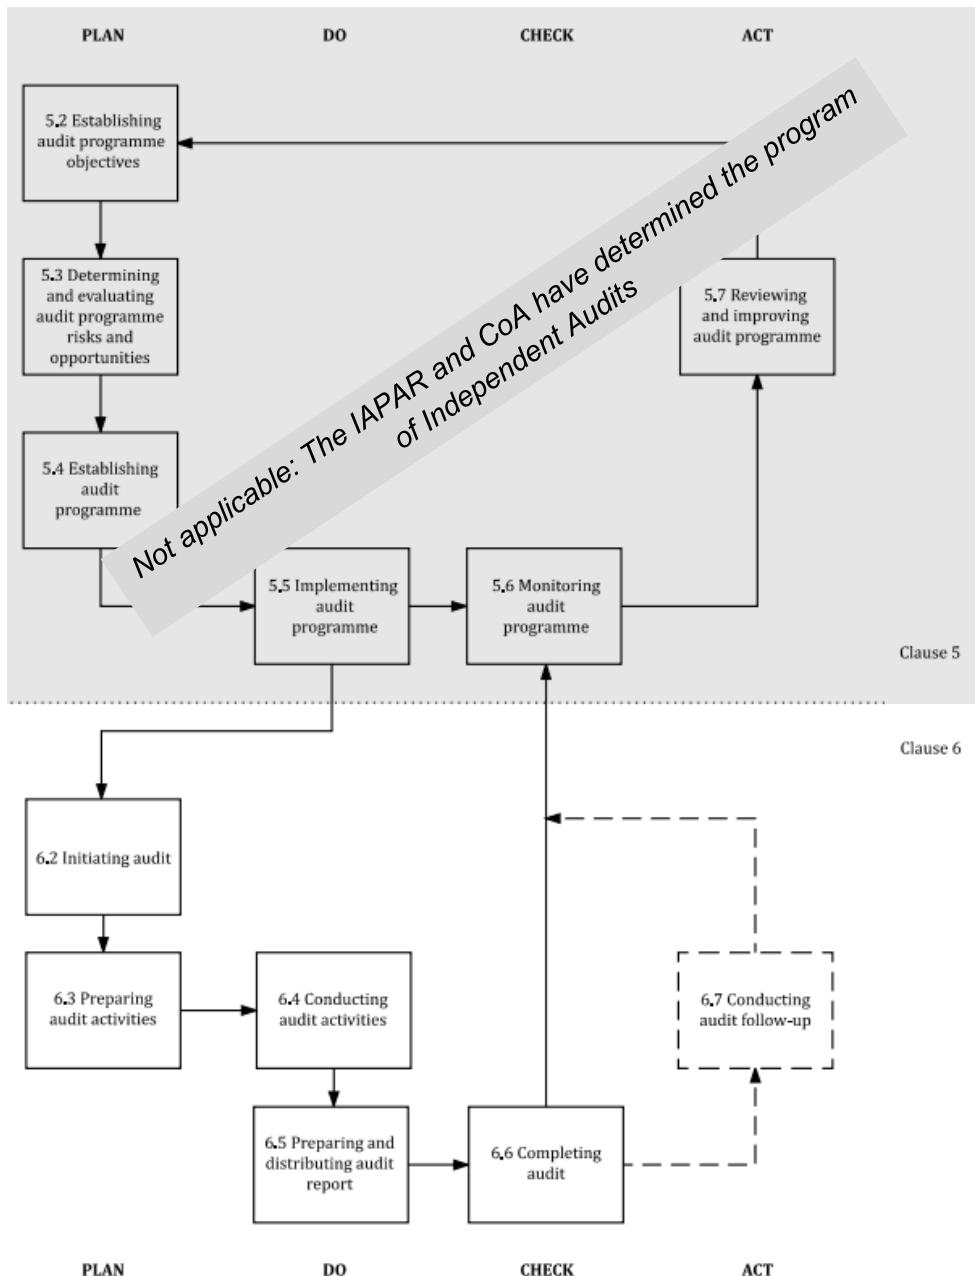 PLAN DO CHECK ACT
5.2 Establishing
audit programme
objectives
5.3 Determining
and evaluating
audit programme
risks and
opportunities
5.7 Reviewing
and improving
audit programme
Not applicable: The IAPAR and CoA have determined the program
of Independent Audits
5.4 Establishing
audit
programme
5.5 Implementing
audit
programme
5.6 Monitoring
audit
programme
Clause 5
Clause 6
6.2 Initiating audit
6.3 Preparing
audit activities
6.4 Conducting
audit activities
6.7 Conducting
audit follow-up
6.5 Preparing and
distributing audit
report
6.6 Completing
audit
PLAN DO CHECK ACT